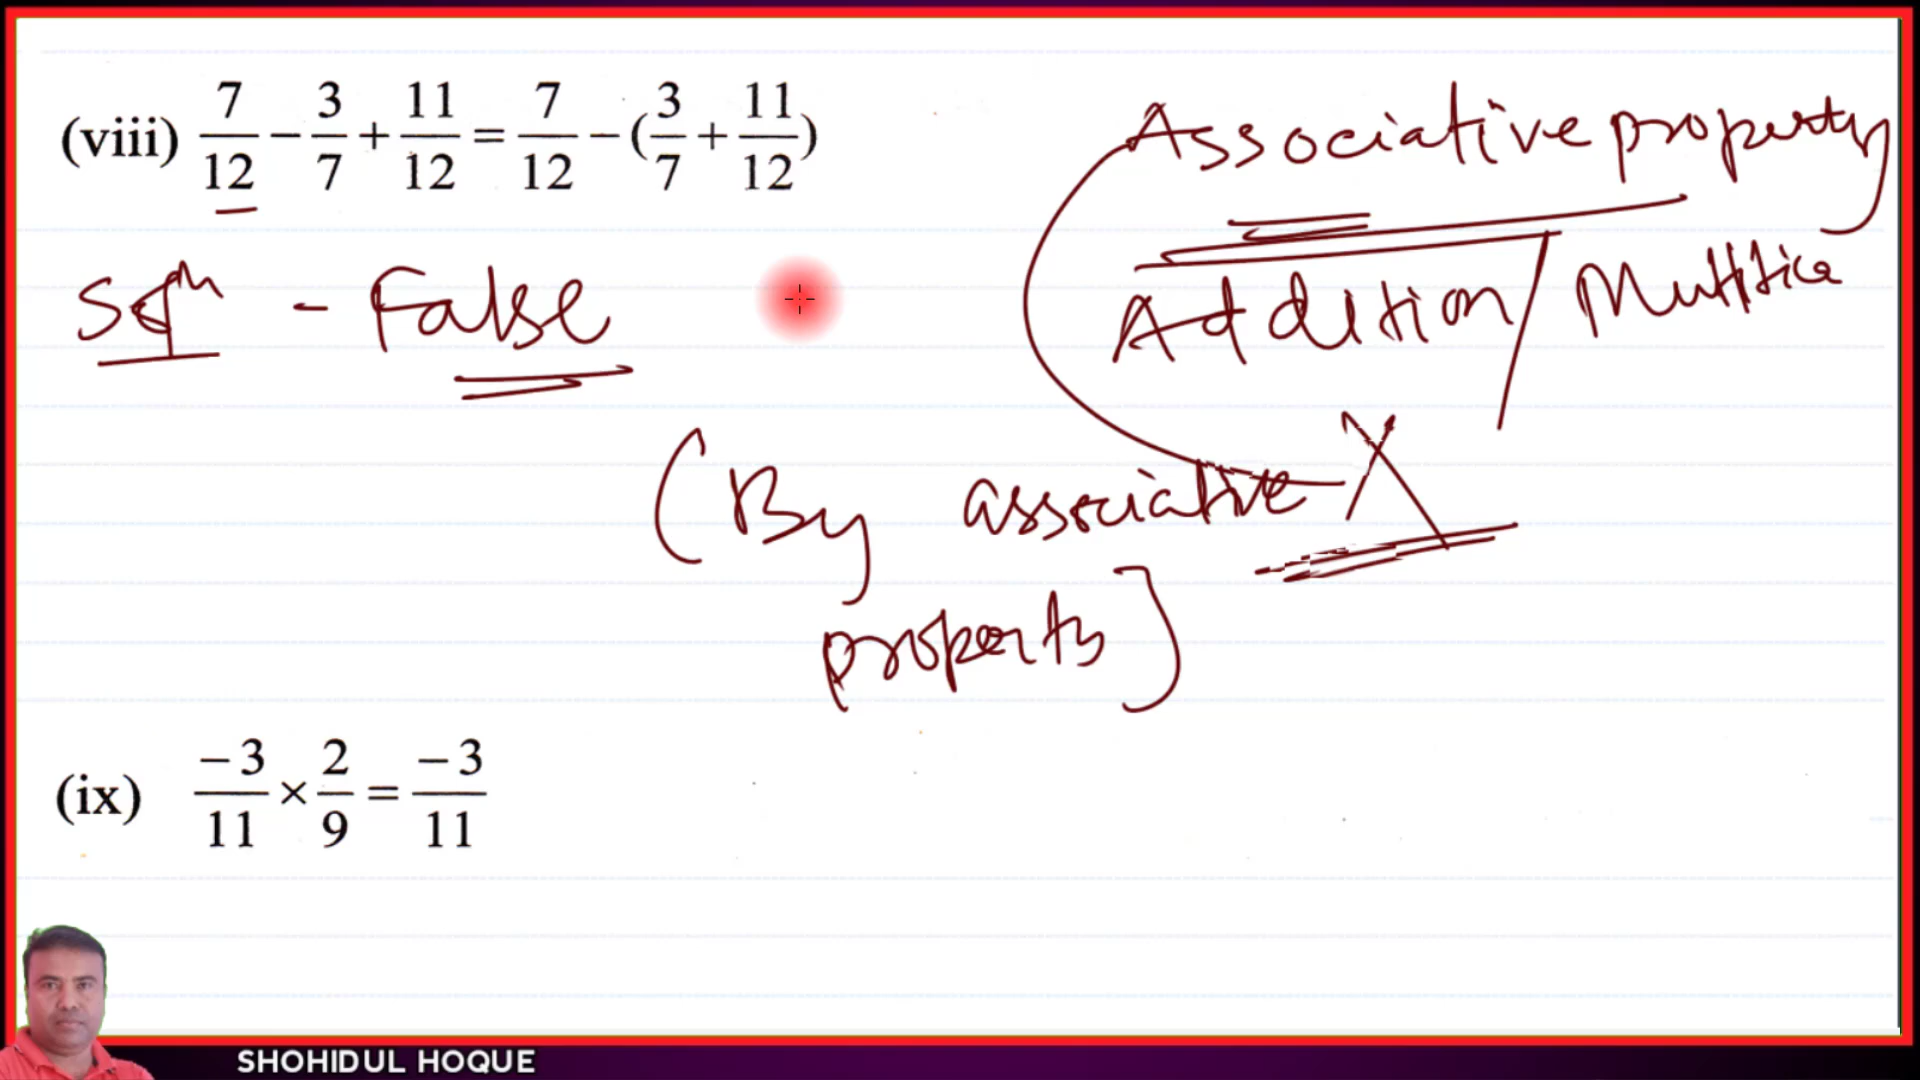 (viii) 7/12 − 3/7 + 11/12 = 7/12 − (3/7 + 11/12)
Associative property
Sol^n - False
Addition / Multiplica
(By associative
property]
(ix) −3/11 × 2/9 = −3/11
SHOHIDUL HOQUE